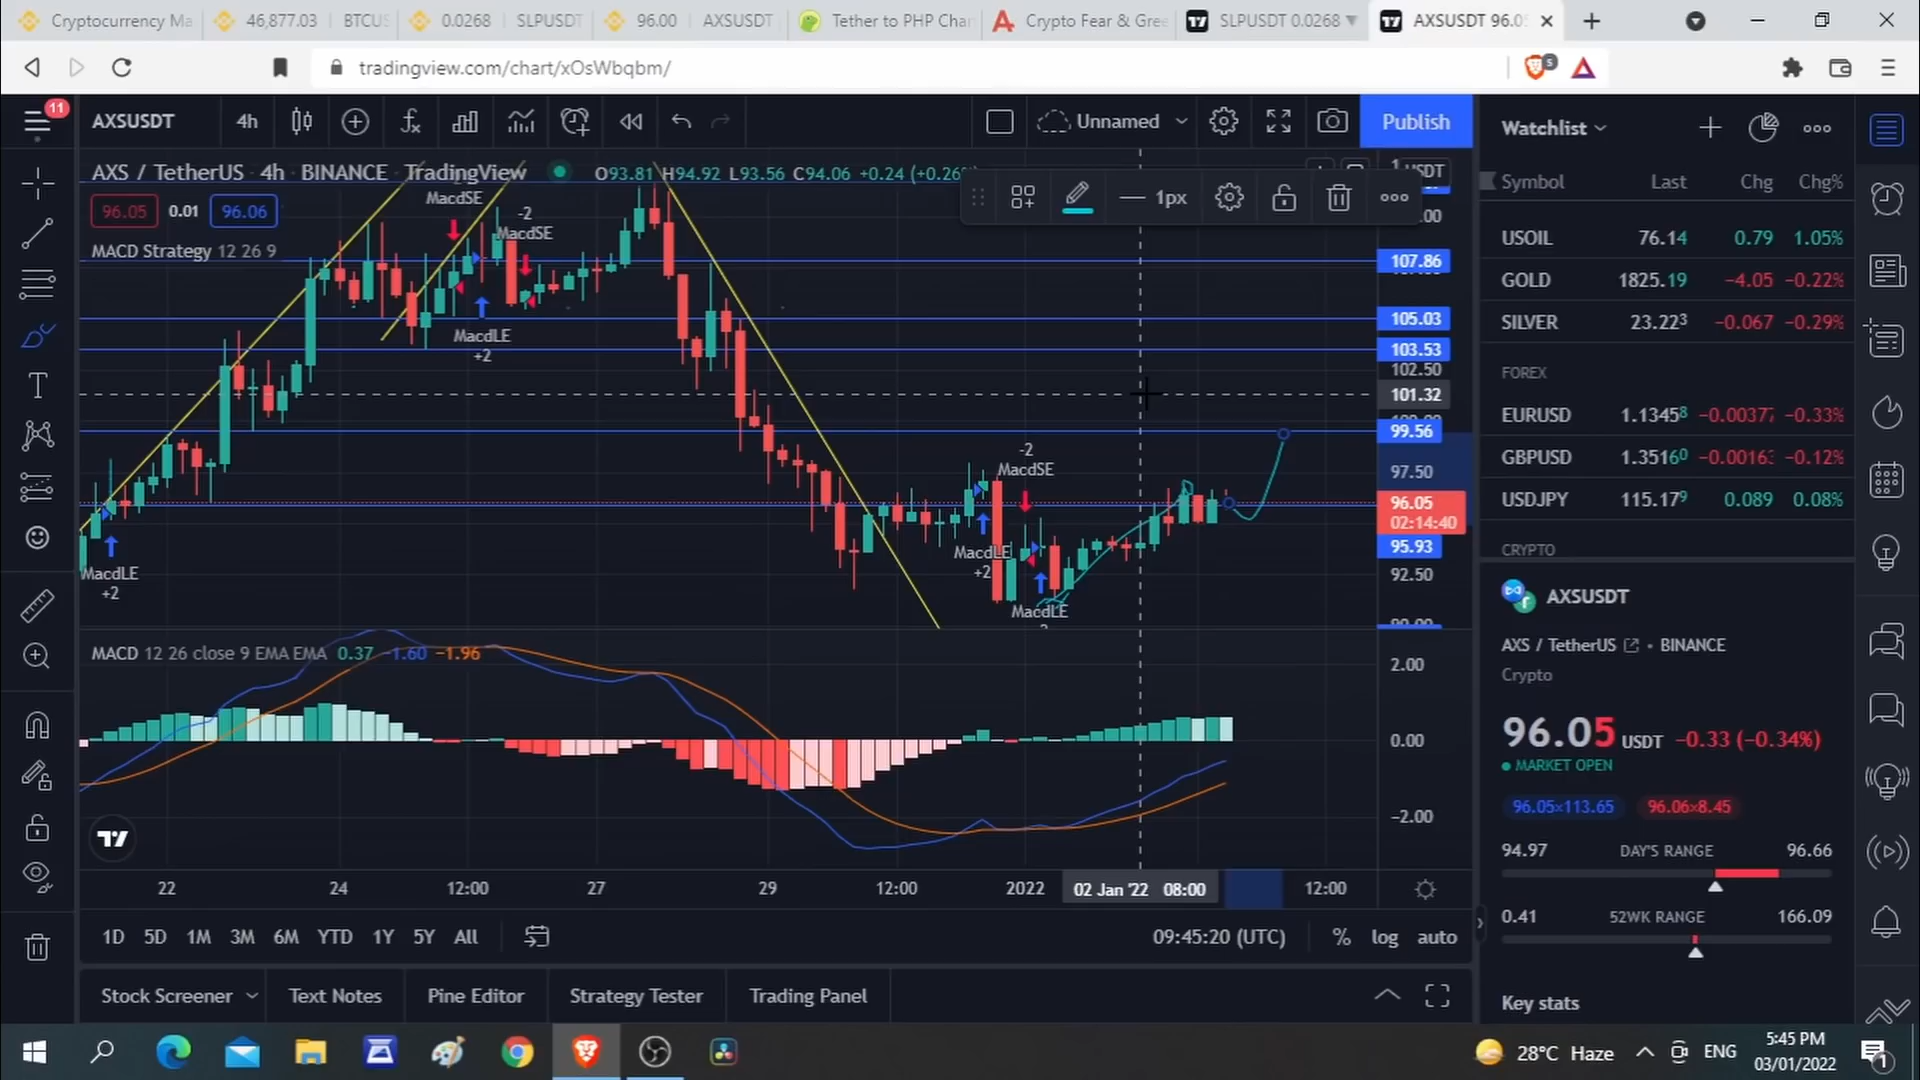 Cryptocurrency Ma
46,877.03 BTCUS
0.0268 SLPUSDT
96.00 AXSUSDT
Tether to PHP Char
Crypto Fear & Gree
SLPUSDT 0.0268
AXSUSDT 96.05
tradingview.com/chart/xOsWbqbm/
5
11
AXSUSDT
4h
Unnamed
Publish
AXS / TetherUS · 4h · BINANCE · TradingView
O93.81 H94.92 L93.56 C94.06 +0.24 (+0.26%
96.05 0.01 96.06
MACD Strategy 12 26 9
1px
MacdSE
-2
MacdSE
MacdLE
+2
-2
MacdSE
MacdLE
+2
MacdLE
MacdLE
+2
107.86
105.03
103.53
102.50
101.32
99.56
97.50
96.05
02:14:40
95.93
92.50
MACD 12 26 close 9 EMA EMA 0.37 −1.60 −1.96
2.00
0.00
−2.00
22 24 12:00 27 29 12:00 2022 02 Jan '22 08:00 12:00
1D 5D 1M 3M 6M YTD 1Y 5Y All
09:45:20 (UTC) % log auto
Stock Screener Text Notes Pine Editor Strategy Tester Trading Panel
Watchlist
Symbol Last Chg Chg%
USOIL 76.14 0.79 1.05%
GOLD 1825.19 −4.05 −0.22%
SILVER 23.223 −0.067 −0.29%
FOREX
EURUSD 1.13458 −0.00377 −0.33%
GBPUSD 1.35160 −0.00163 −0.12%
USDJPY 115.179 0.089 0.08%
CRYPTO
AXSUSDT
AXS / TetherUS • BINANCE
Crypto
96.05 USDT −0.33 (−0.34%)
MARKET OPEN
96.05×113.65 96.06×8.45
94.97 DAY'S RANGE 96.66
0.41 52WK RANGE 166.09
Key stats
28°C Haze
ENG
5:45 PM
03/01/2022
1